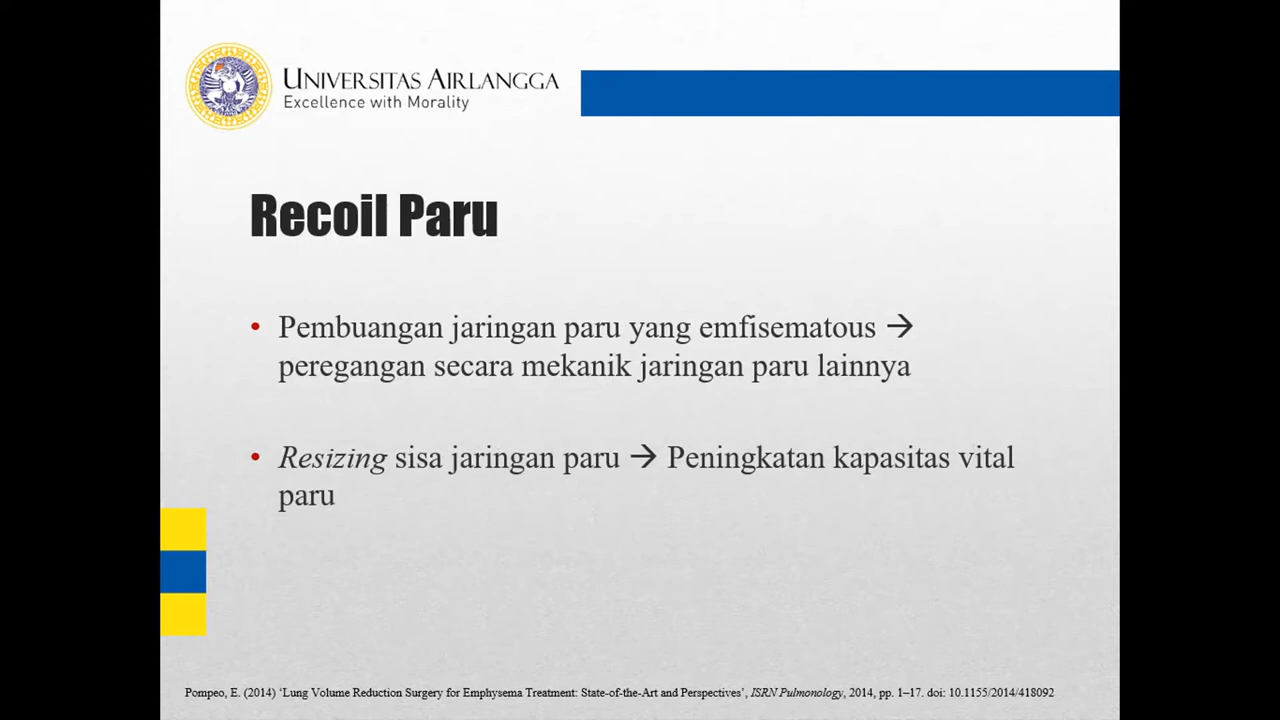 UNIVERSITAS AIRLANGGA
Excellence with Morality
Recoil Paru
• Pembuangan jaringan paru yang emfisematous →
peregangan secara mekanik jaringan paru lainnya
• Resizing sisa jaringan paru → Peningkatan kapasitas vital
paru
Pompeo, E. (2014) ‘Lung Volume Reduction Surgery for Emphysema Treatment: State-of-the-Art and Perspectives’, ISRN Pulmonology, 2014, pp. 1–17. doi: 10.1155/2014/418092